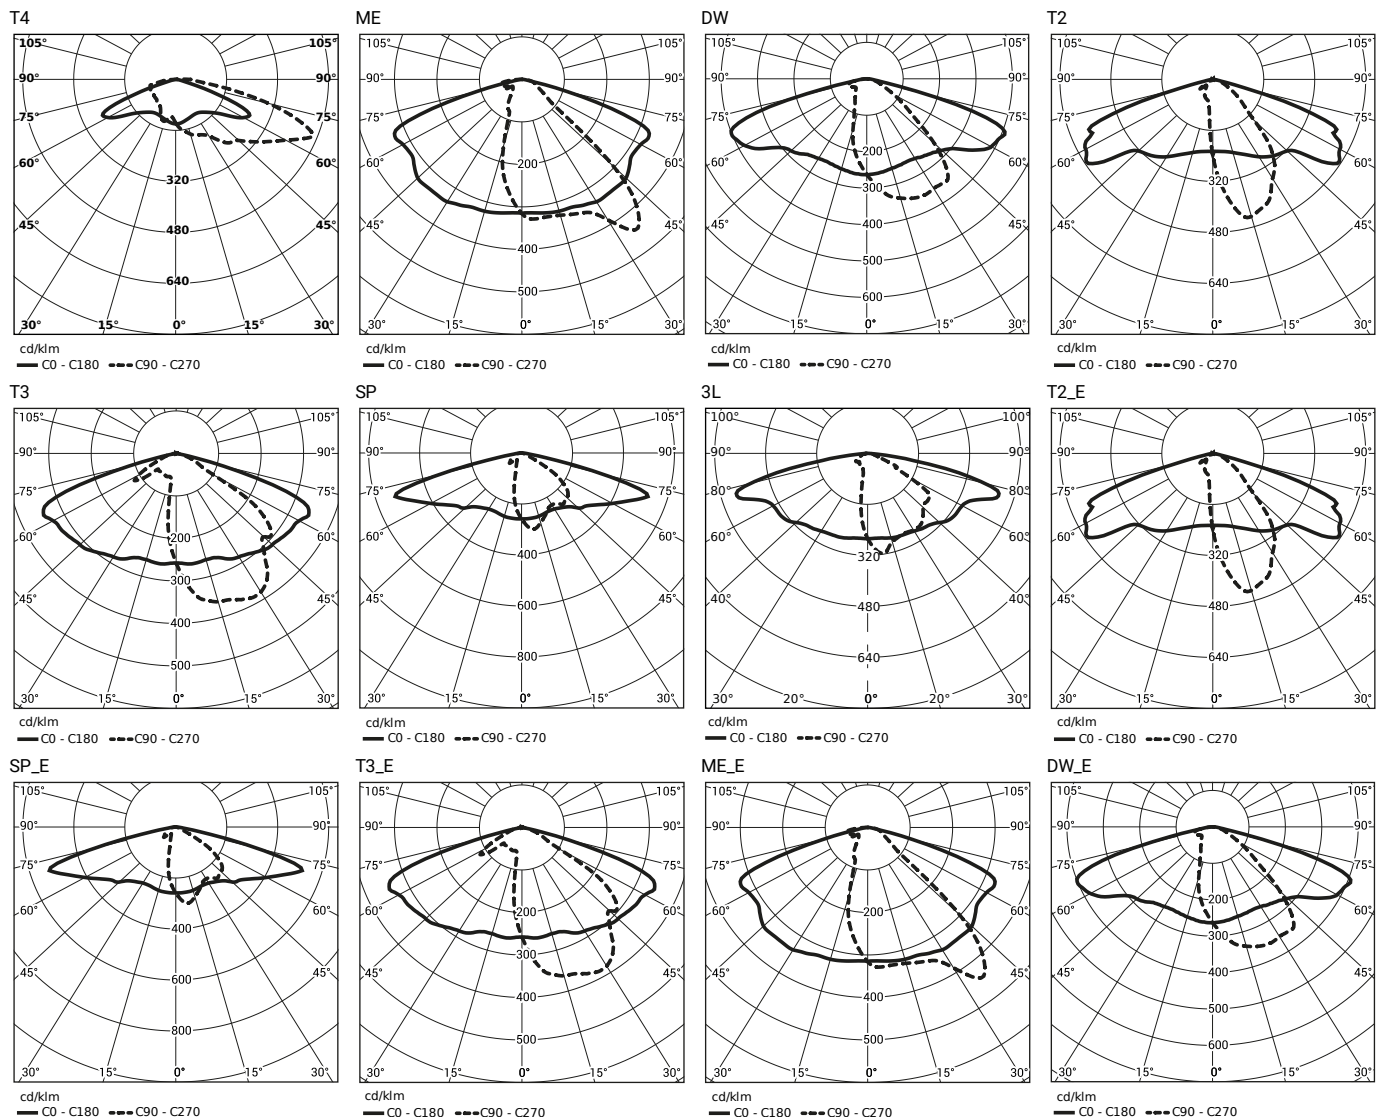 T4 ME DW T2
105° 105° 105° 105° 105° 105° 105° 105°
90° 90° 90° 90° 90° 90° 90° 90°
75° 75° 75° 75° 75° 75° 75° 75°
60° 60° 60° 60° 60° 60° 60° 60°
320 200 200 320
300
45° 45° 45° 45° 45° 45° 45° 45°
480 400 400 480
640 500 500 640
600
30° 15° 0° 15° 30° 30° 15° 0° 15° 30° 30° 15° 0° 15° 30° 30° 15° 0° 15° 30°
cd/klm cd/klm cd/klm cd/klm
C0 - C180 C90 - C270 C0 - C180 C90 - C270 C0 - C180 C90 - C270 C0 - C180 C90 - C270
T3 SP 3L T2_E
105° 105° 105° 105° 100° 100° 105° 105°
90° 90° 90° 90° 90° 90° 90° 90°
75° 75° 75° 75° 80° 80° 75° 75°
60° 60° 60° 60° 60° 60° 60° 60°
200 400 320 320
300
45° 45° 45° 45° 40° 40° 45° 45°
400 600 480 480
500 800 640 640
30° 15° 0° 15° 30° 30° 15° 0° 15° 30° 30° 20° 0° 20° 30° 30° 15° 0° 15° 30°
cd/klm cd/klm cd/klm cd/klm
C0 - C180 C90 - C270 C0 - C180 C90 - C270 C0 - C180 C90 - C270 C0 - C180 C90 - C270
SP_E T3_E ME_E DW_E
105° 105° 105° 105° 105° 105° 105° 105°
90° 90° 90° 90° 90° 90° 90° 90°
75° 75° 75° 75° 75° 75° 75° 75°
60° 60° 60° 60° 60° 60° 60° 60°
400 200 200 200
300 300
45° 45° 45° 45° 45° 45° 45° 45°
600 400 400 400
800 500 500 500
600
30° 15° 0° 15° 30° 30° 15° 0° 15° 30° 30° 15° 0° 15° 30° 30° 15° 0° 15° 30°
cd/klm cd/klm cd/klm cd/klm
C0 - C180 C90 - C270 C0 - C180 C90 - C270 C0 - C180 C90 - C270 C0 - C180 C90 - C270